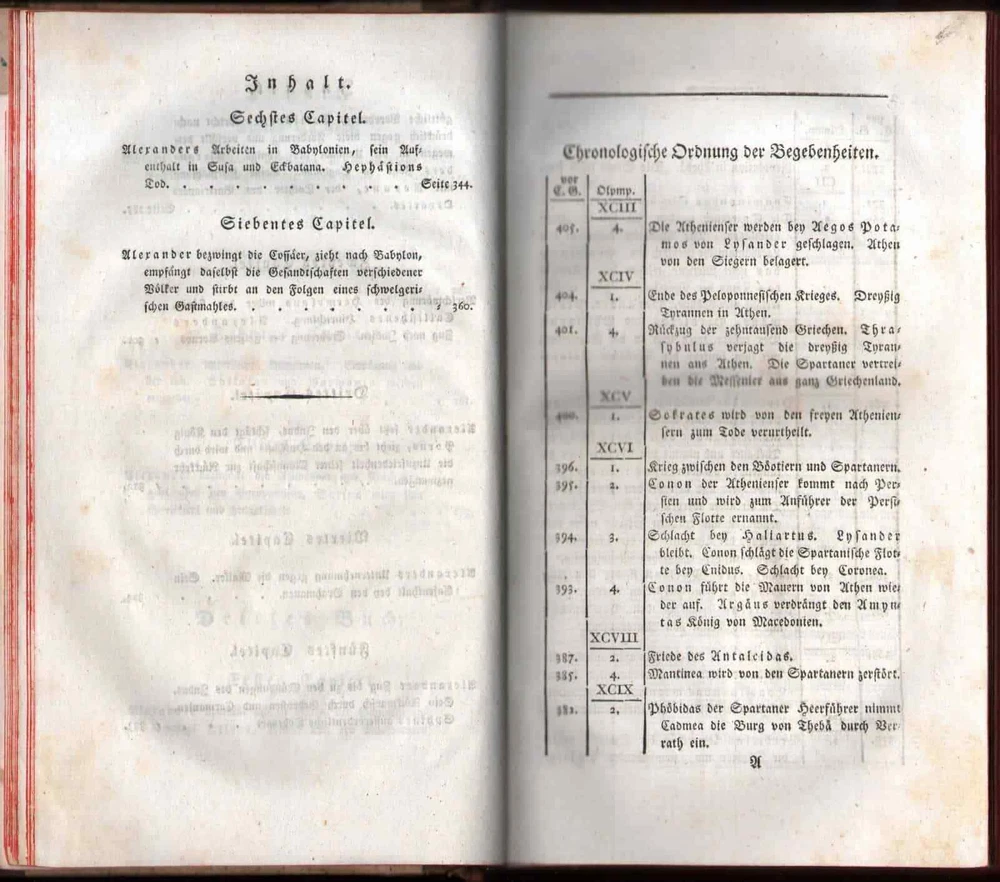 Inhalt.
Sechstes Capitel.
Alexanders Arbeiten in Babylonien, sein Auf-
enthalt in Susa und Eckbatana. Hephästions
Tod. . . . . . . . . Seite 344.
Siebentes Capitel.
Alexander bezwingt die Cossäer, zieht nach Babylon,
empfängt daselbst die Gesandtschaften verschiedener
Völker und stirbt an den Folgen eines schwelgeri-
schen Gastmahles. . . . . . . . . = 360.
Chronologische Ordnung der Begebenheiten.
vor
C. G. Olymp.
XCIII
405. 4. Die Athenienser werden bey Aegos Pota-
mos von Lysander geschlagen. Athen
von den Siegern belagert.
XCIV
404. 1. Ende des Peloponnesischen Krieges. Dreyßig
Tyrannen in Athen.
401. 4. Rückzug der zehntausend Griechen. Thra-
sybulus verjagt die dreyßig Tyran-
nen aus Athen. Die Spartaner vertrei-
ben die Messenier aus ganz Griechenland.
XCV
400. 1. Sokrates wird von den freyen Athenien-
sern zum Tode verurtheilt.
XCVI
396. 1. Krieg zwischen den Böotiern und Spartanern.
395. 2. Conon der Athenienser kommt nach Per-
sien und wird zum Anführer der Persi-
schen Flotte ernannt.
394. 3. Schlacht bey Haliartus. Lysander
bleibt. Conon schlägt die Spartanische Flot-
te bey Cnidus. Schlacht bey Coronea.
393. 4. Conon führt die Mauern von Athen wie-
der auf. Argäus verdrängt den Amyn-
tas König von Macedonien.
XCVIII
387. 2. Friede des Antalcidas.
385. 4. Mantinea wird von den Spartanern zerstört.
XCIX
382. 2. Phöbidas der Spartaner Heerführer nimmt
Cadmea die Burg von Thebä durch Ver-
rath ein.
A